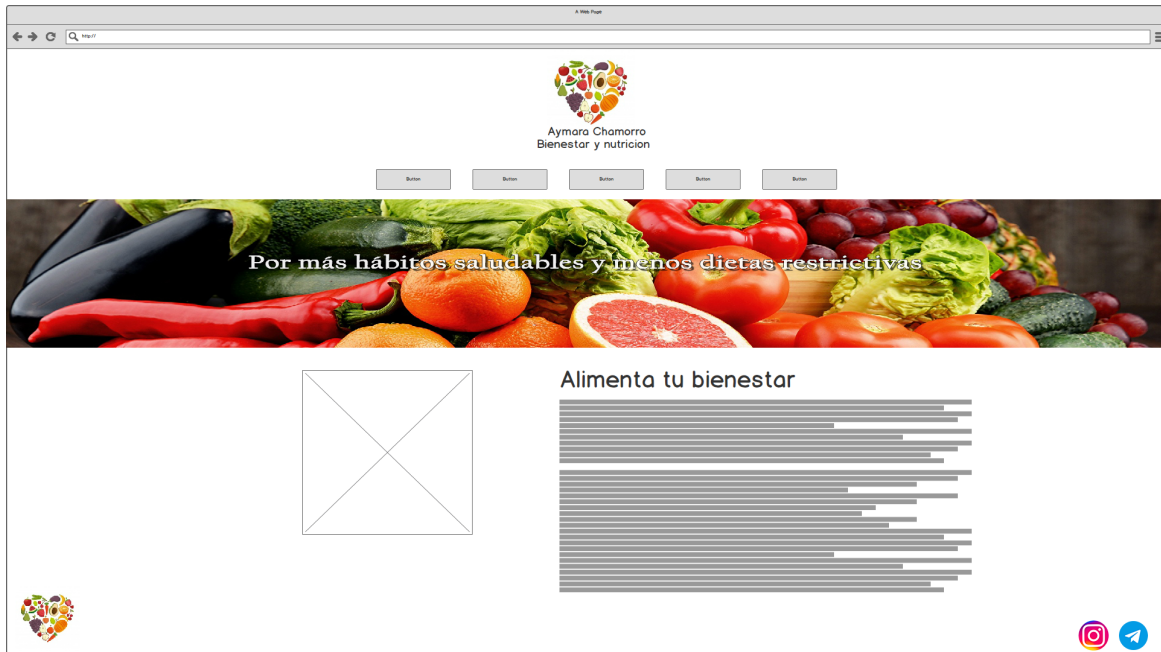 A Web Page
http://
Aymara Chamorro
Bienestar y nutricion
Button
Button
Button
Button
Button
Por más hábitos saludables y menos dietas restrictivas
Alimenta tu bienestar